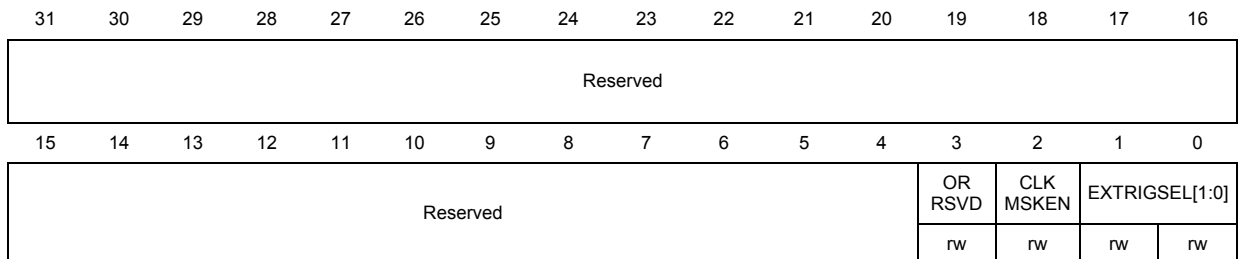 31 30 29 28 27 26 25 24 23 22 21 20 19 18 17 16
Reserved
15 14 13 12 11 10 9 8 7 6 5 4 3 2 1 0
Reserved
OR
RSVD
CLK
MSKEN
EXTRIGSEL[1:0]
rw rw rw rw